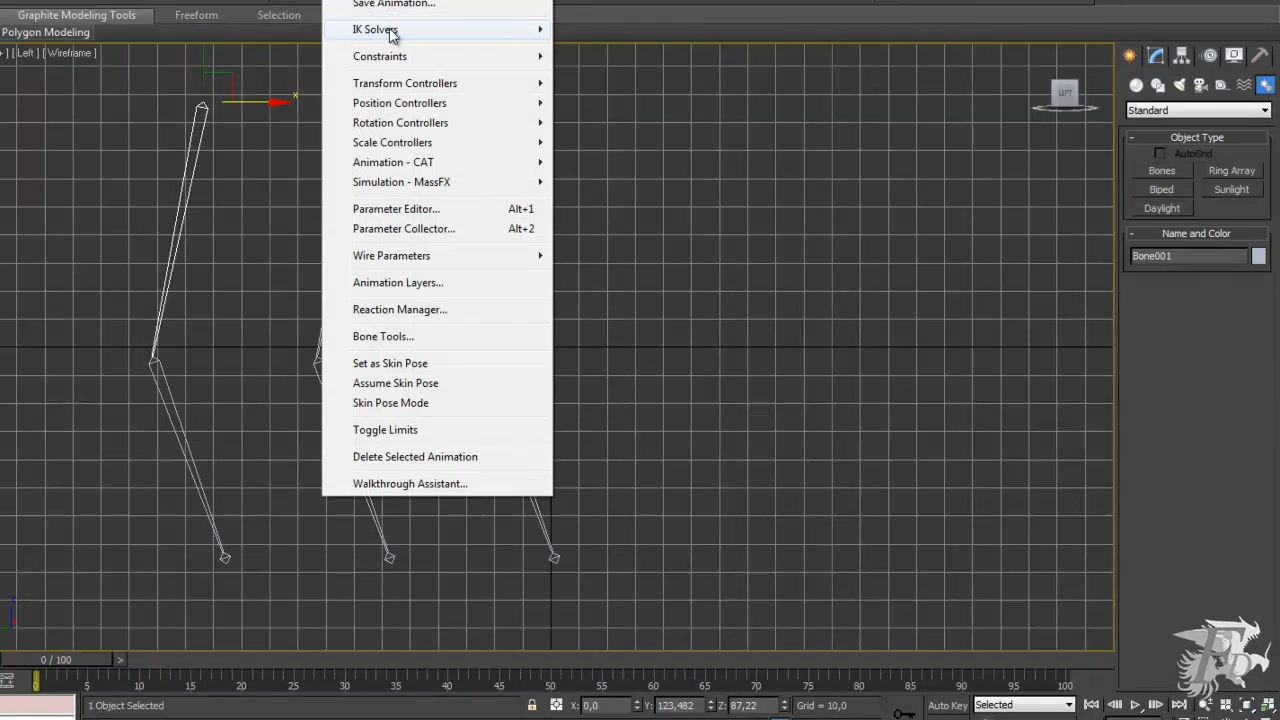 Graphite Modeling Tools
Freeform
Selection
Save Animation...
Polygon Modeling
[ Left ] [ Wireframe ]
IK Solvers
Constraints
Transform Controllers
Position Controllers
Rotation Controllers
Scale Controllers
Animation - CAT
Simulation - MassFX
Parameter Editor... Alt+1
Parameter Collector... Alt+2
Wire Parameters
Animation Layers...
Reaction Manager...
Bone Tools...
Set as Skin Pose
Assume Skin Pose
Skin Pose Mode
Toggle Limits
Delete Selected Animation
Walkthrough Assistant...
x
LEFT
Standard
Object Type
AutoGrid
Bones Ring Array
Biped Sunlight
Daylight
Name and Color
Bone001
z
0 / 100 >
0 5 10 15 20 25 30 35 40 45 50 55 60 65 70 75 80 85 90 95 100
1 Object Selected X: 0,0 Y: 123,482 Z: 87,22 Grid = 10,0 Auto Key Selected